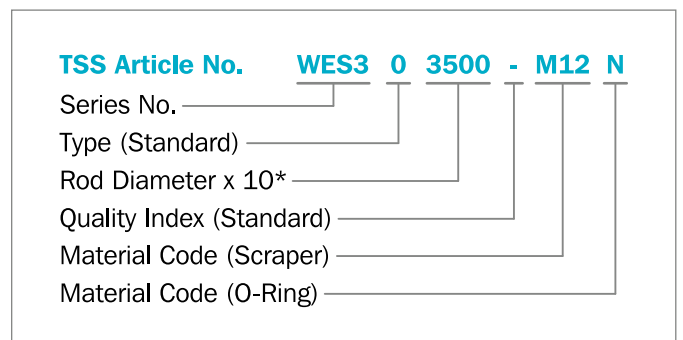 TSS Article No. WES3 0 3500 - M12 N
Series No.
Type (Standard)
Rod Diameter x 10*
Quality Index (Standard)
Material Code (Scraper)
Material Code (O-Ring)